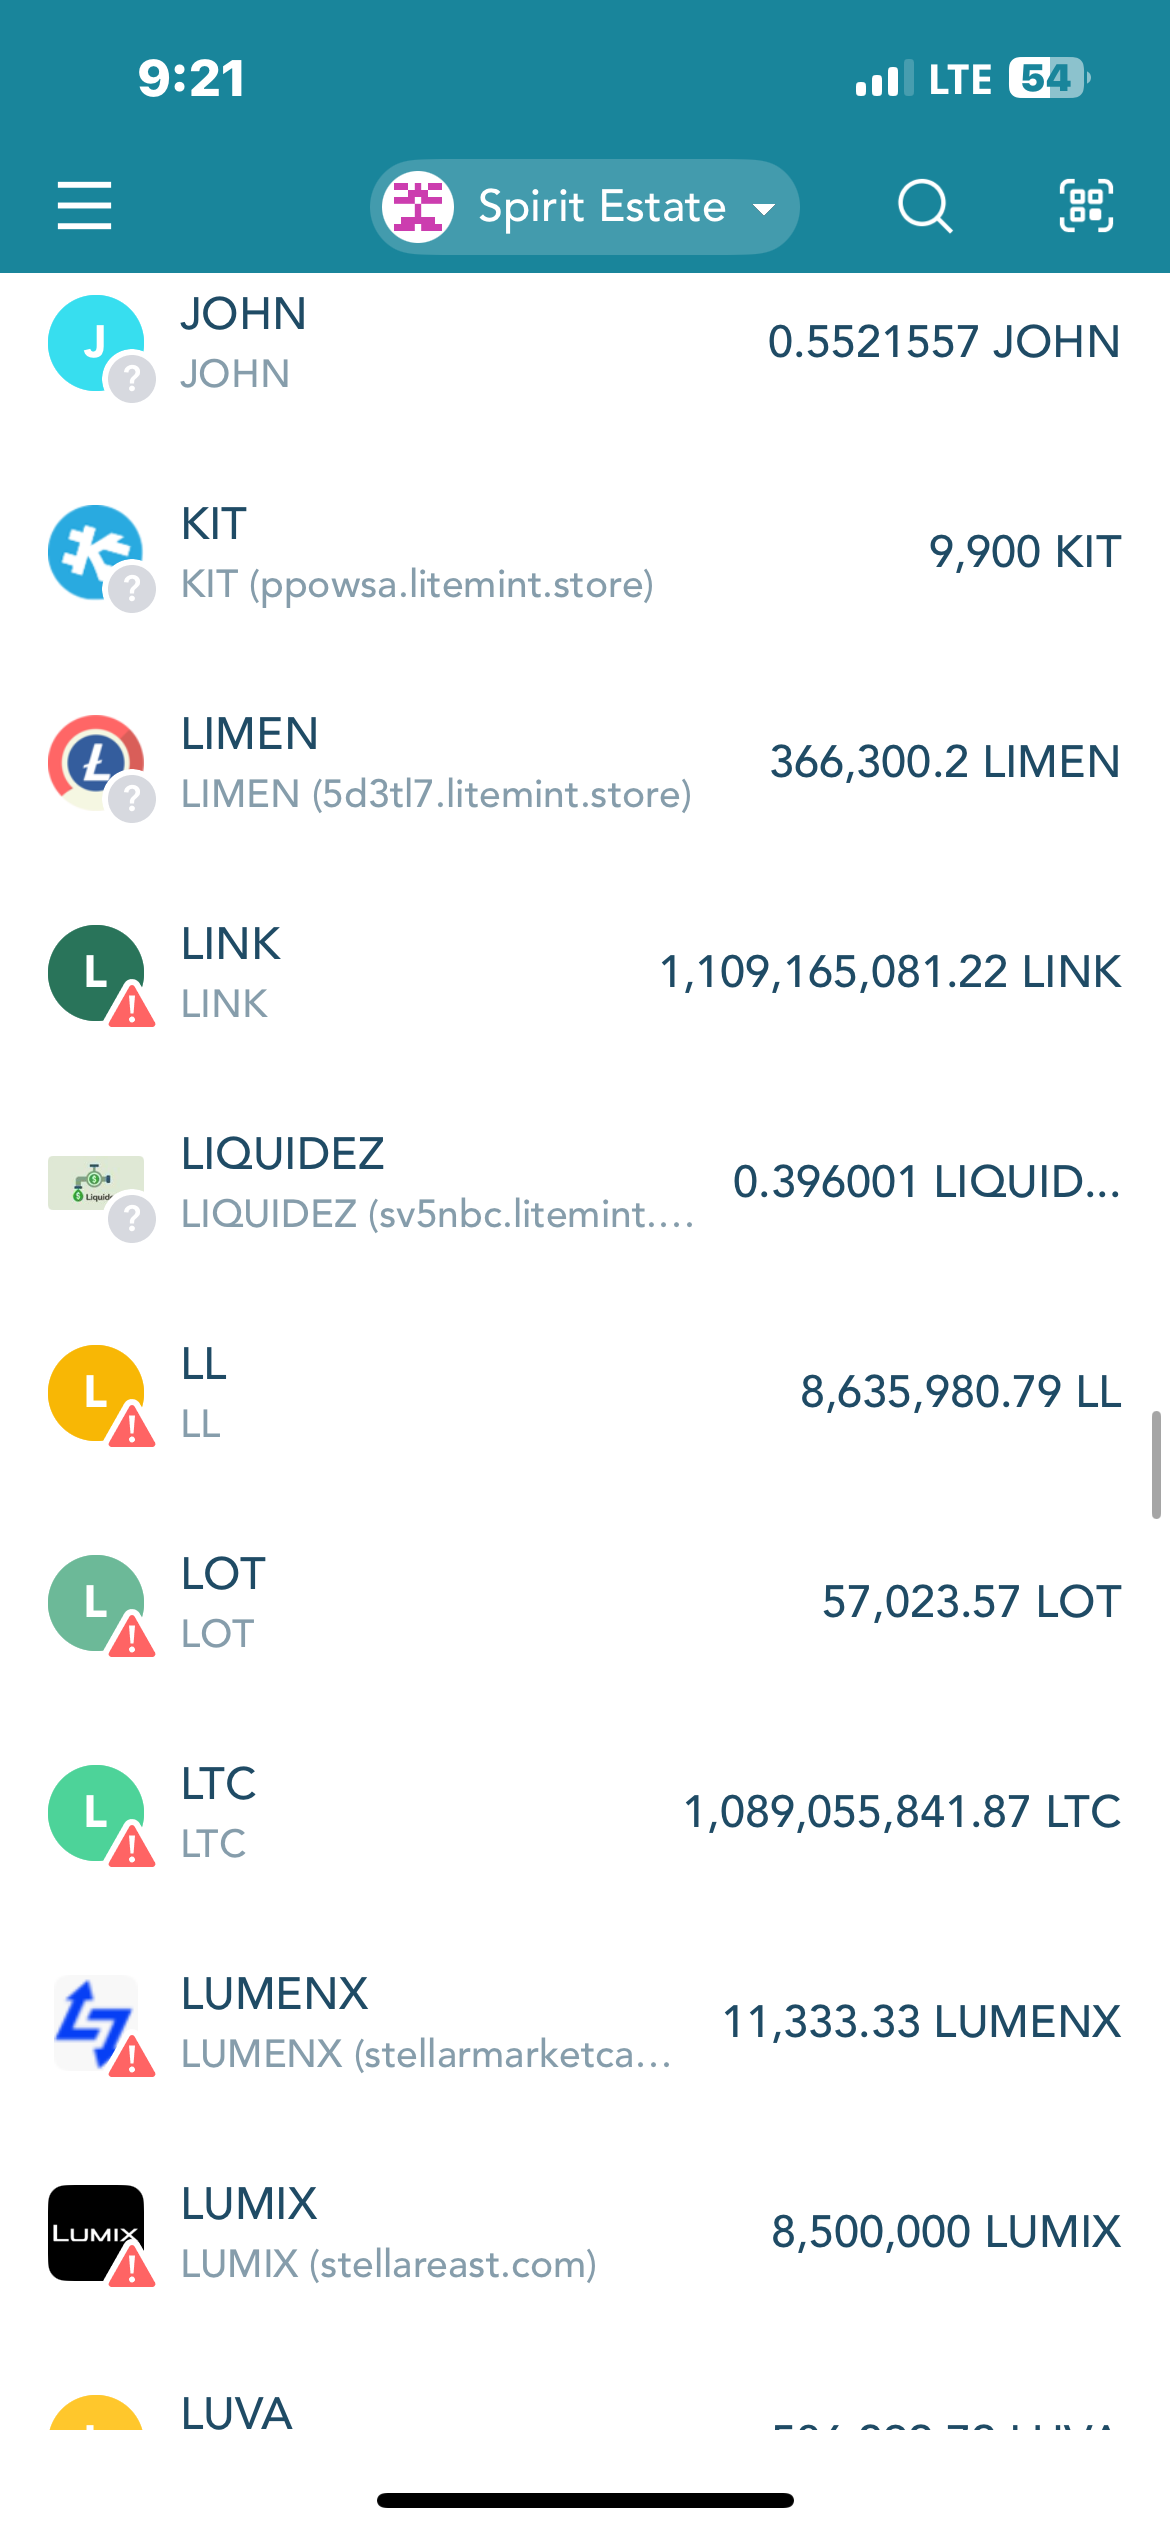 9:21
LTE 54
Spirit Estate
J
JOHN
0.5521557 JOHN
JOHN
?
KIT
9,900 KIT
KIT (ppowsa.litemint.store)
?
LIMEN
366,300.2 LIMEN
LIMEN (5d3tl7.litemint.store)
?
L
LINK
1,109,165,081.22 LINK
LINK
!
LIQUIDEZ
0.396001 LIQUID...
LIQUIDEZ (sv5nbc.litemint....
?
L
LL
8,635,980.79 LL
LL
!
L
LOT
57,023.57 LOT
LOT
!
L
LTC
1,089,055,841.87 LTC
LTC
!
LUMENX
11,333.33 LUMENX
LUMENX (stellarmarketca...
!
LUMIX
LUMIX
8,500,000 LUMIX
LUMIX (stellareast.com)
!
LUVA